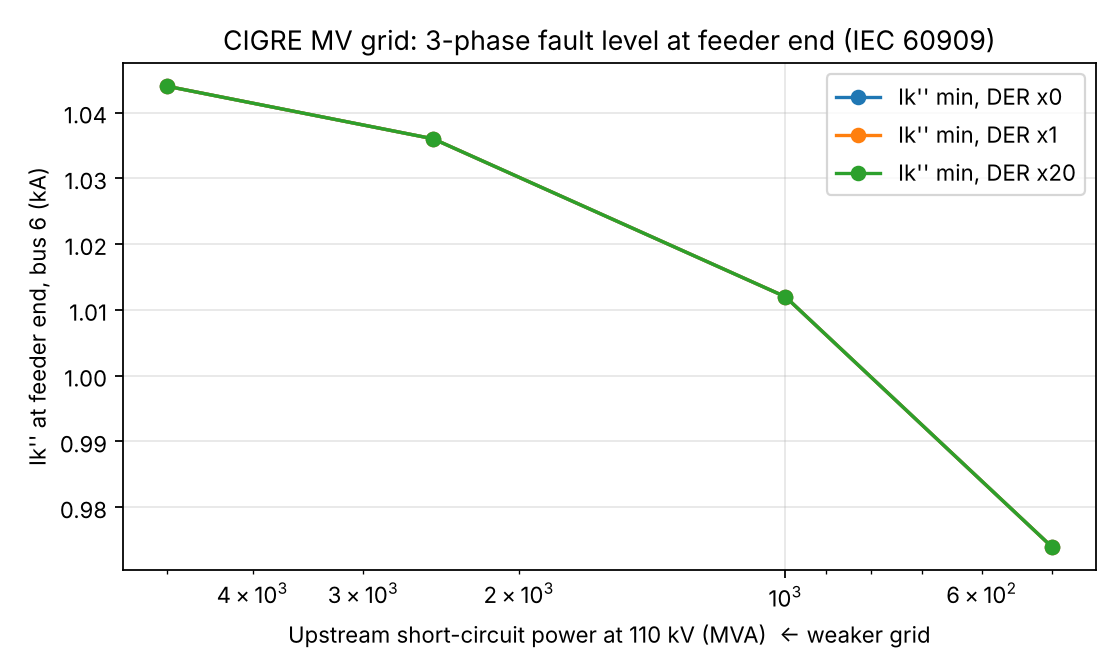 CIGRE MV grid: 3-phase fault level at feeder end (IEC 60909)
Ik'' min, DER x0
Ik'' min, DER x1
Ik'' min, DER x20
Ik'' at feeder end, bus 6 (kA)
1.04
1.03
1.02
1.01
1.00
0.99
0.98
4 × 10³
3 × 10³
2 × 10³
10³
6 × 10²
Upstream short-circuit power at 110 kV (MVA) ← weaker grid